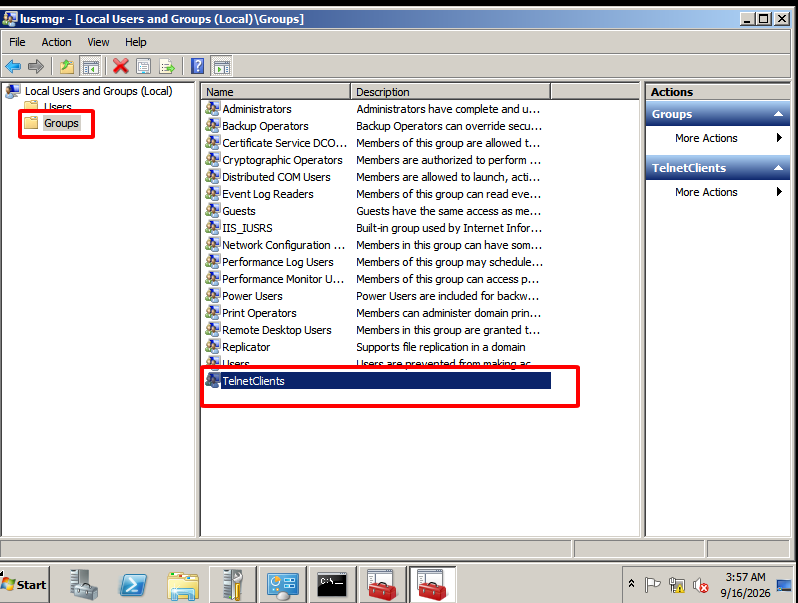 lusrmgr - [Local Users and Groups (Local)\Groups]
File Action View Help
Local Users and Groups (Local)
Users
Groups
Name Description
Administrators Administrators have complete and u...
Backup Operators Backup Operators can override secu...
Certificate Service DCO... Members of this group are allowed t...
Cryptographic Operators Members are authorized to perform ...
Distributed COM Users Members are allowed to launch, acti...
Event Log Readers Members of this group can read eve...
Guests Guests have the same access as me...
IIS_IUSRS Built-in group used by Internet Infor...
Network Configuration ... Members in this group can have som...
Performance Log Users Members of this group may schedule...
Performance Monitor U... Members of this group can access p...
Power Users Power Users are included for backw...
Print Operators Members can administer domain prin...
Remote Desktop Users Members in this group are granted t...
Replicator Supports file replication in a domain
Users Users are prevented from making ac...
TelnetClients
Actions
Groups
More Actions
TelnetClients
More Actions
Start
C:\_
3:57 AM
9/16/2026